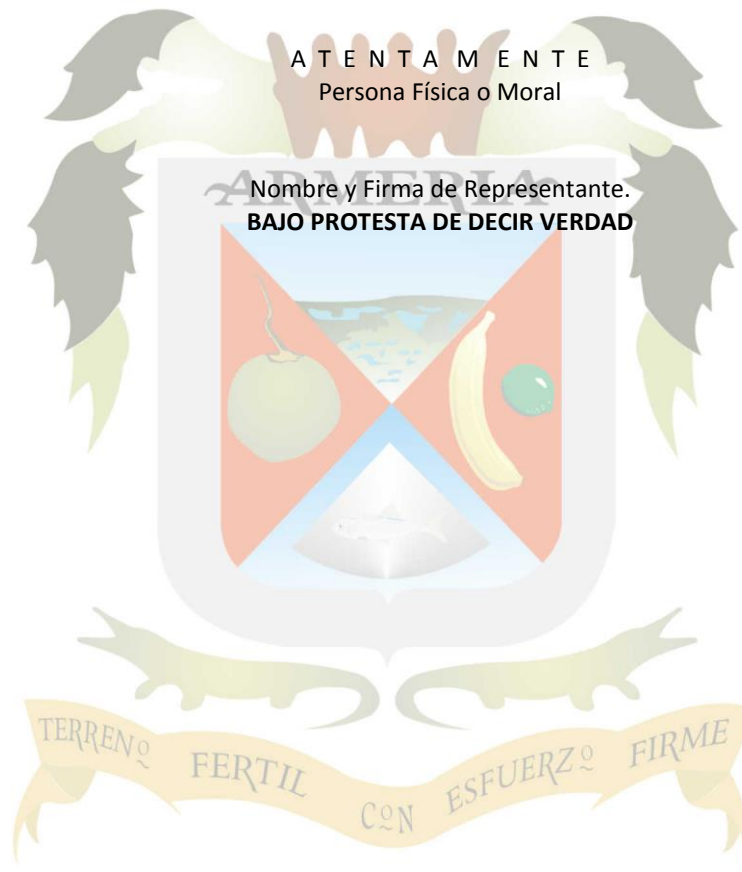 A T E N T A M E N T E
Persona Física o Moral
ARMERIA
Nombre y Firma de Representante.
BAJO PROTESTA DE DECIR VERDAD
TERRENO FERTIL CON ESFUERZO FIRME